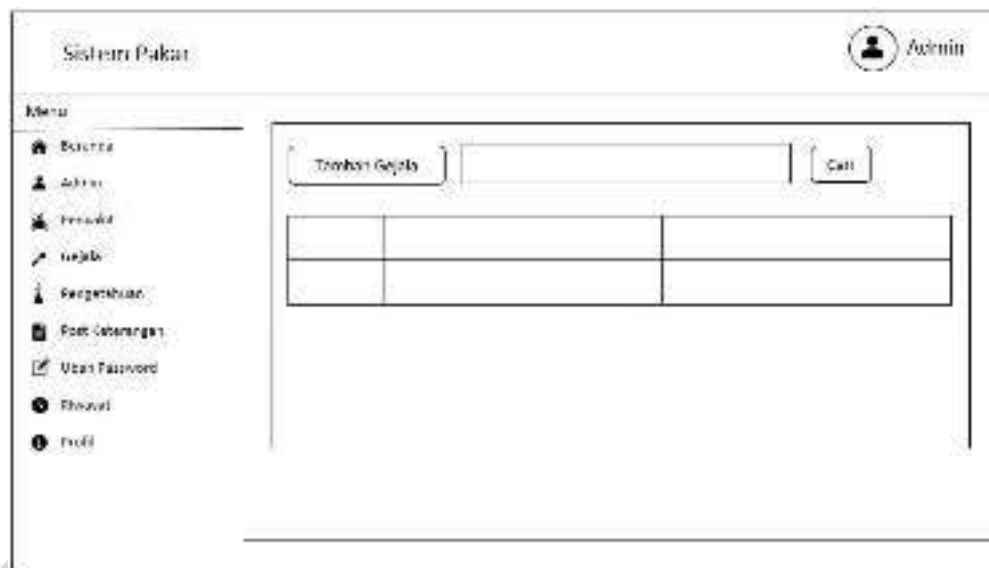 Sistem Pakar
Admin
Menu
Beranda
Admin
Penyakit
Gejala
Pengetahuan
Post Keterangan
Ubah Password
Riwayat
Profil
Tambah Gejala
Cari